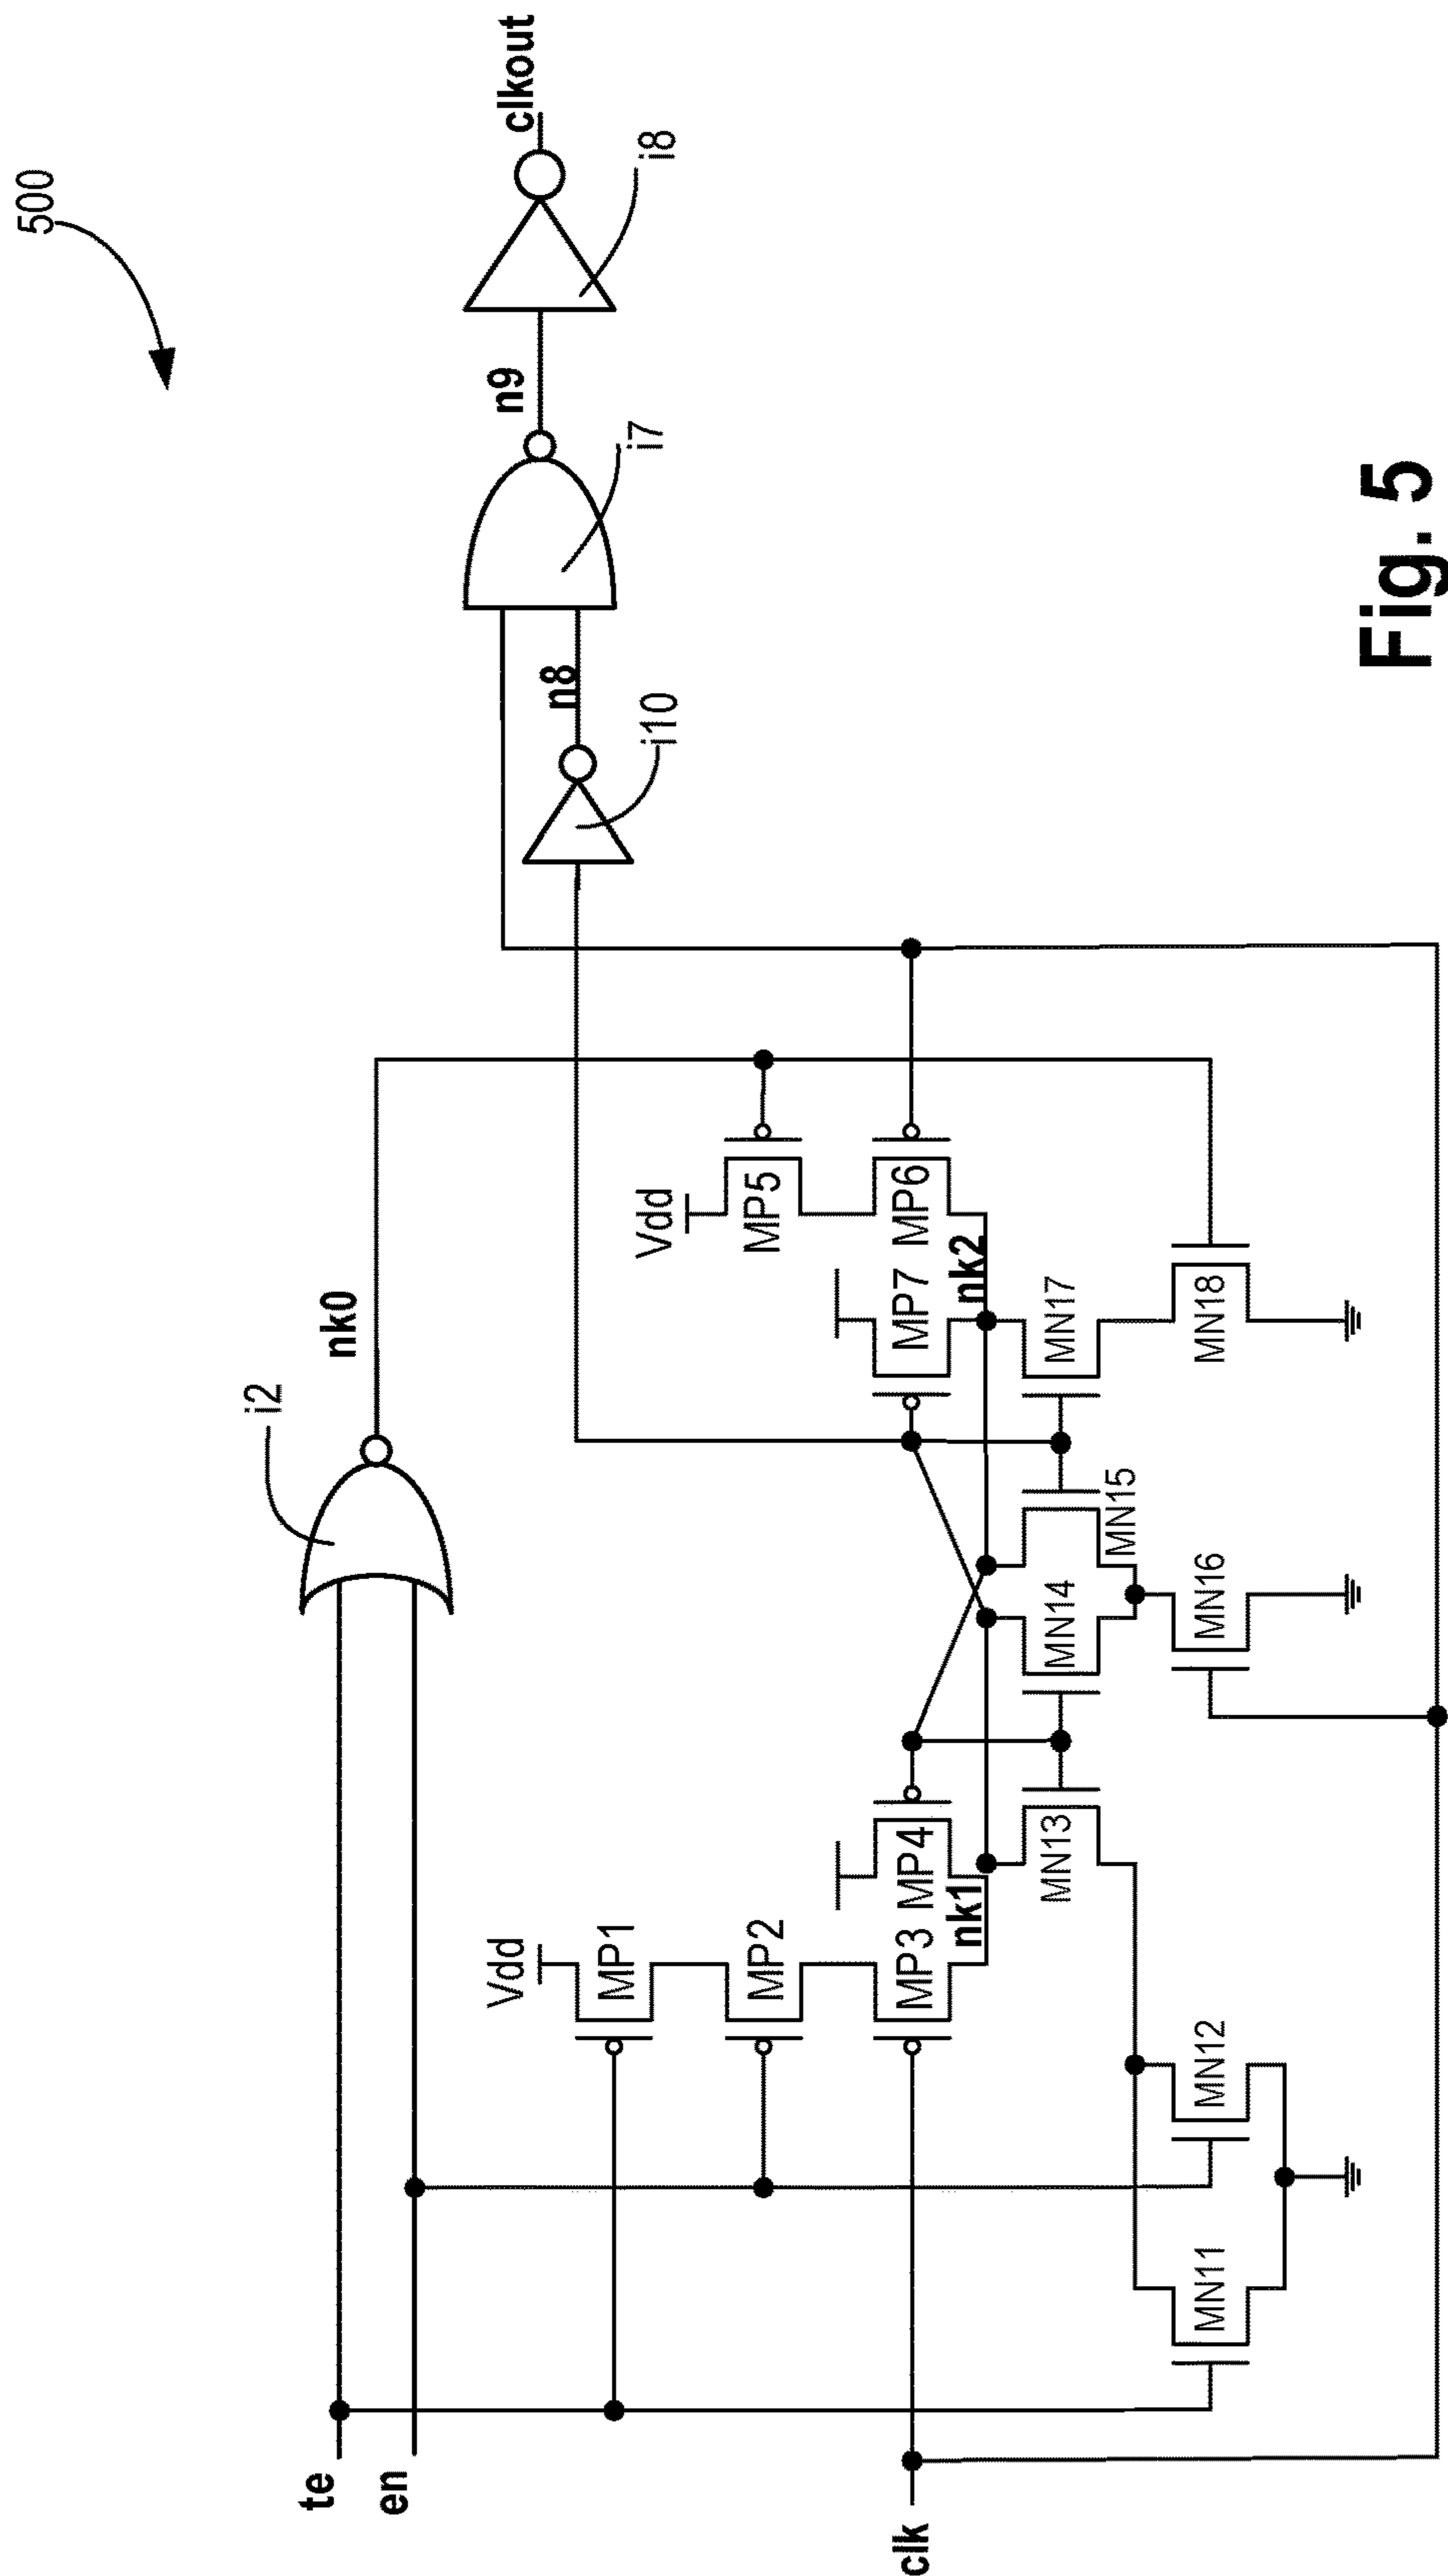 500
te
en
clk
i2
nk0
Vdd
MP1
MP2
MP3
MP4
nk1
Vdd
MP5
MP7
MP6
nk2
MN13
MN14
MN15
MN17
MN11
MN12
MN16
MN18
i10
n8
i7
n9
i8
clkout
Fig. 5